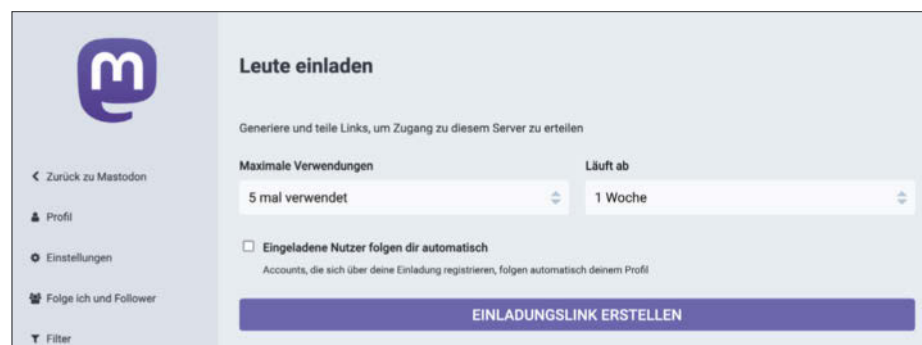 Leute einladen
Generiere und teile Links, um Zugang zu diesem Server zu erteilen
Maximale Verwendungen
Läuft ab
5 mal verwendet
1 Woche
Eingeladene Nutzer folgen dir automatisch
Accounts, die sich über deine Einladung registrieren, folgen automatisch deinem Profil
EINLADUNGSLINK ERSTELLEN
Zurück zu Mastodon
Profil
Einstellungen
Folge ich und Follower
Filter